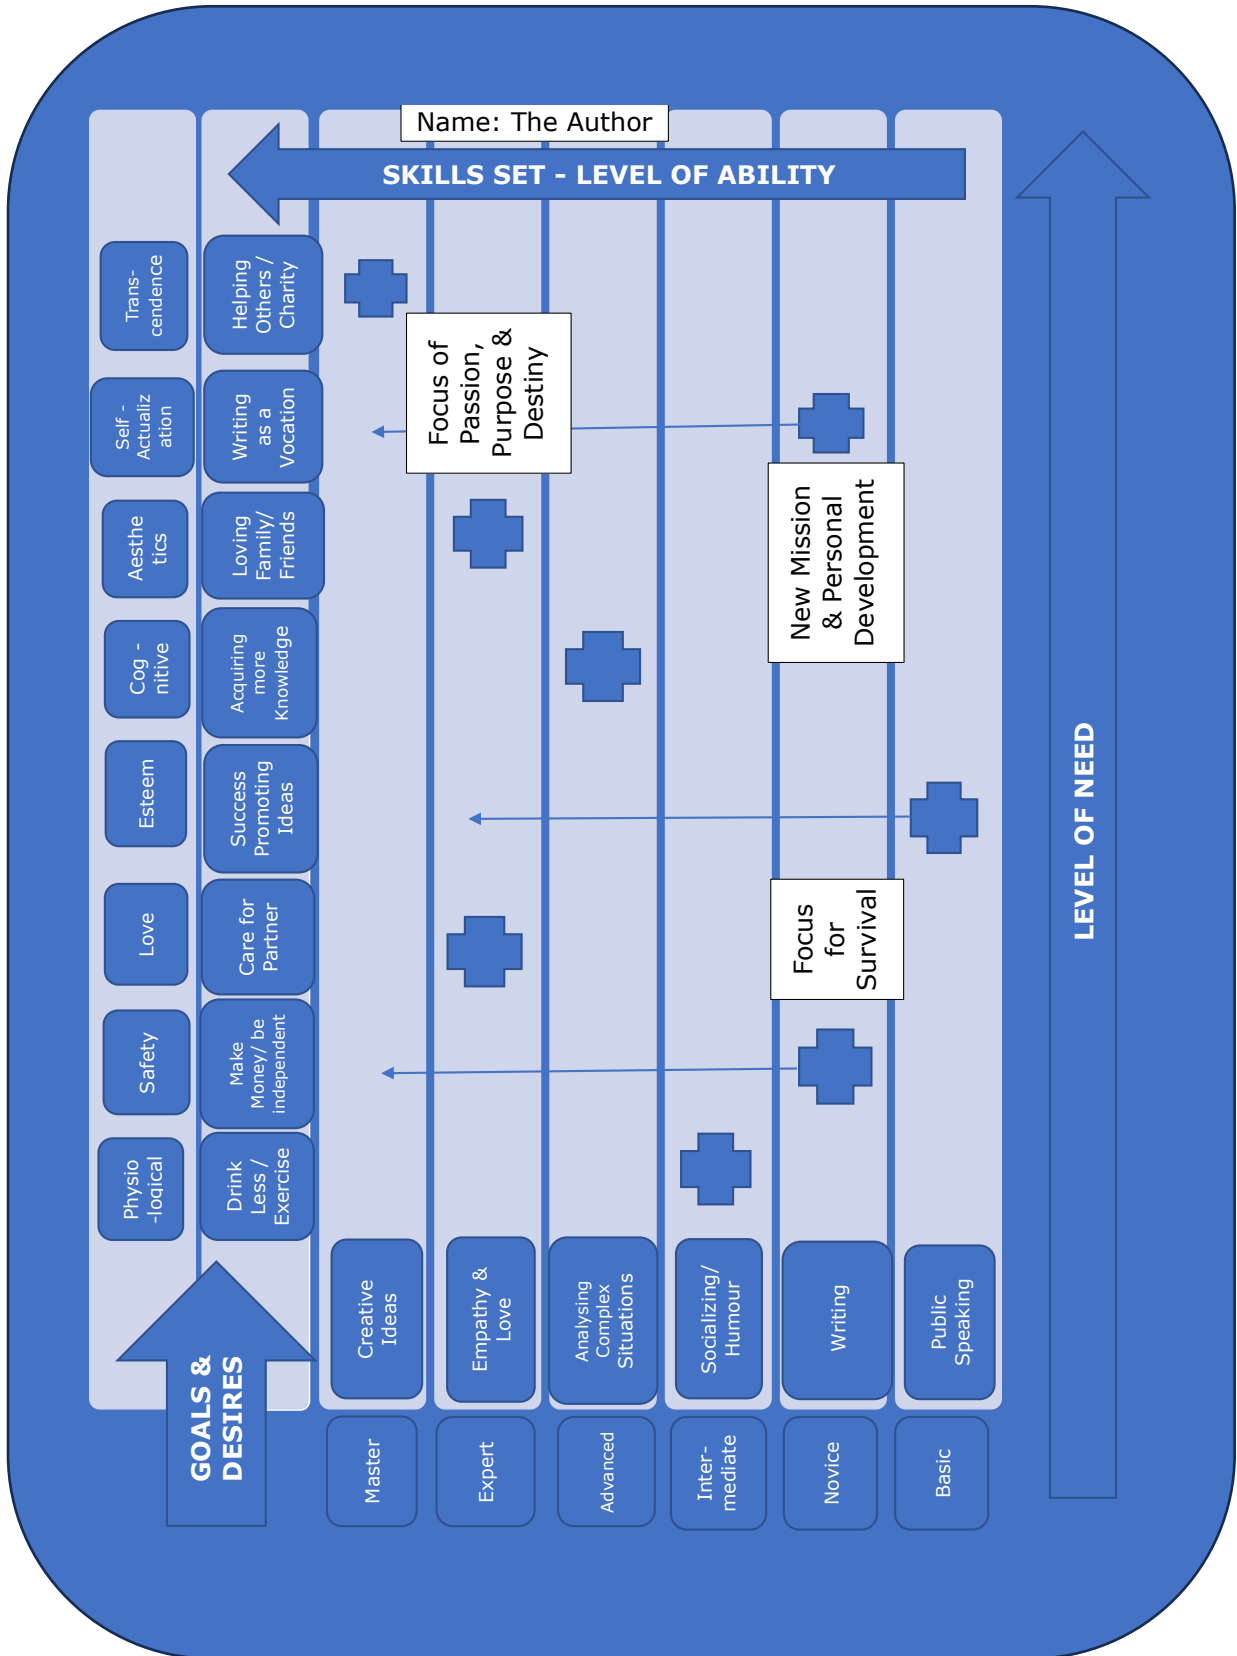 Name: The Author
SKILLS SET - LEVEL OF ABILITY
GOALS &
DESIRES
Physio
-logical
Safety
Love
Esteem
Cog -
nitive
Aesthe
tics
Self -
Actualiz
ation
Trans-
cendence
Drink
Less /
Exercise
Make
Money/ be
independent
Care for
Partner
Success
Promoting
Ideas
Acquiring
more
Knowledge
Loving
Family/
Friends
Writing
as a
Vocation
Helping
Others /
Charity
Master
Creative
Ideas
Expert
Empathy &
Love
Focus of
Passion,
Purpose &
Destiny
Advanced
Analysing
Complex
Situations
Inter-
mediate
Socializing/
Humour
Novice
Writing
Focus
for
Survival
New Mission
& Personal
Development
Basic
Public
Speaking
LEVEL OF NEED